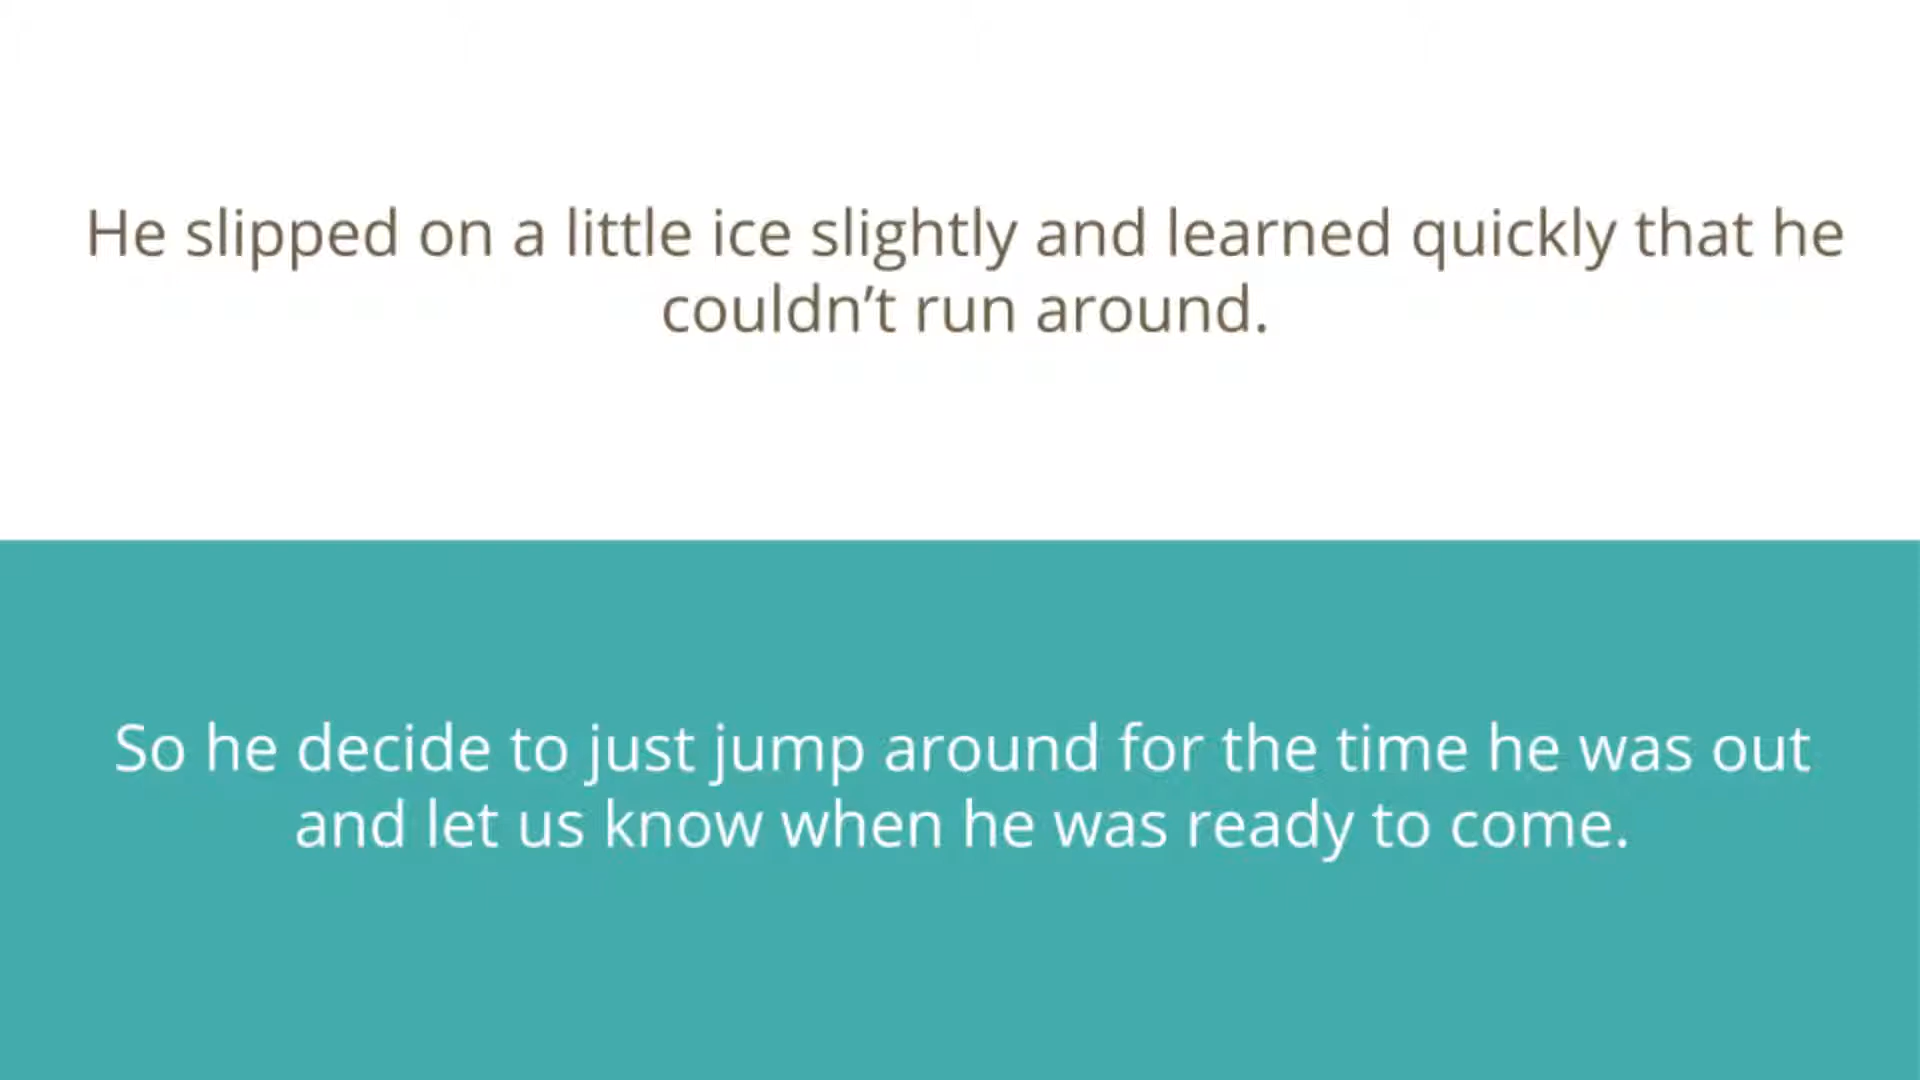 He slipped on a little ice slightly and learned quickly that he
couldn’t run around.
So he decide to just jump around for the time he was out
and let us know when he was ready to come.